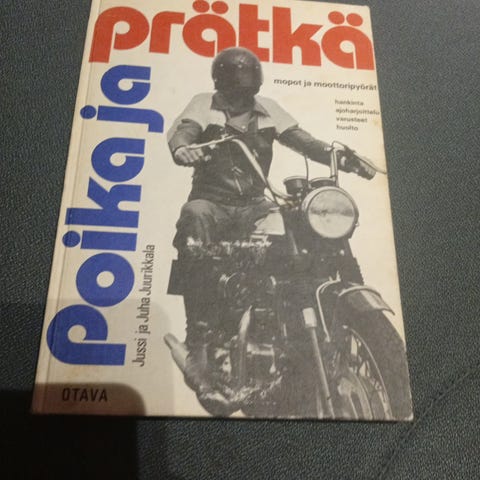 Poika ja
prätkä
mopot ja moottoripyörät
hankinta
ajoharjoittelu
varusteet
huolto
Jussi ja Juha Juurikkala
OTAVA